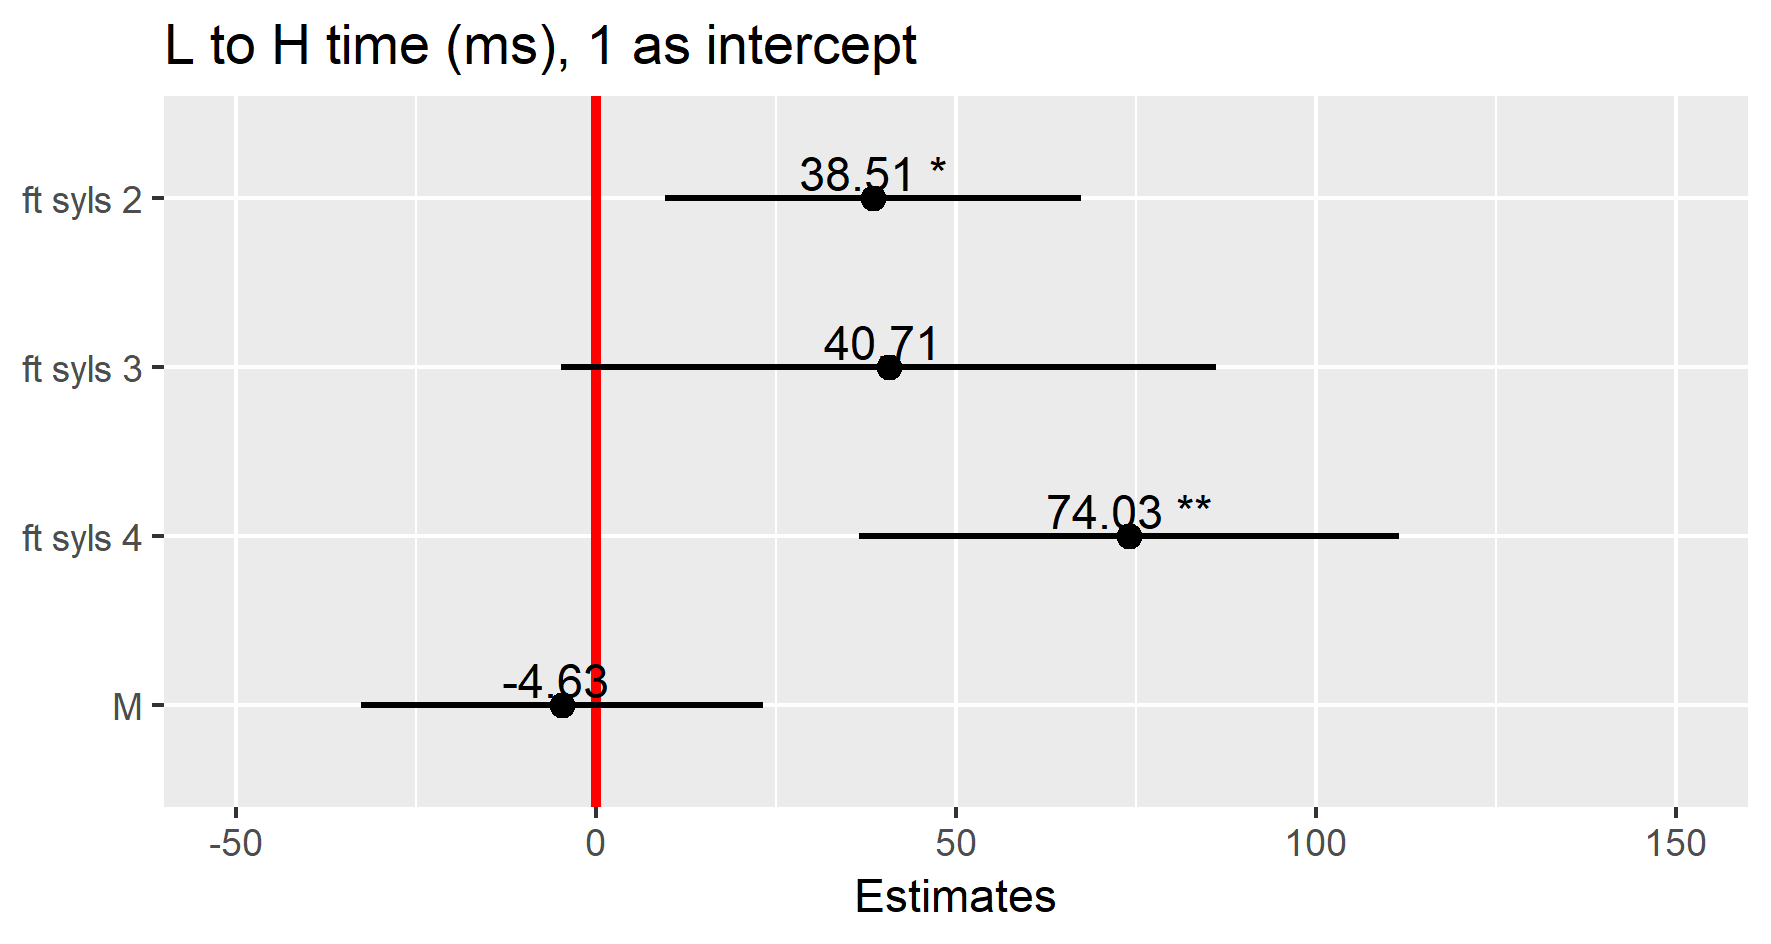 L to H time (ms), 1 as intercept
38.51 *
ft syls 2
40.71
ft syls 3
74.03 **
ft syls 4
-4.63
M
-50 0 50 100 150
Estimates